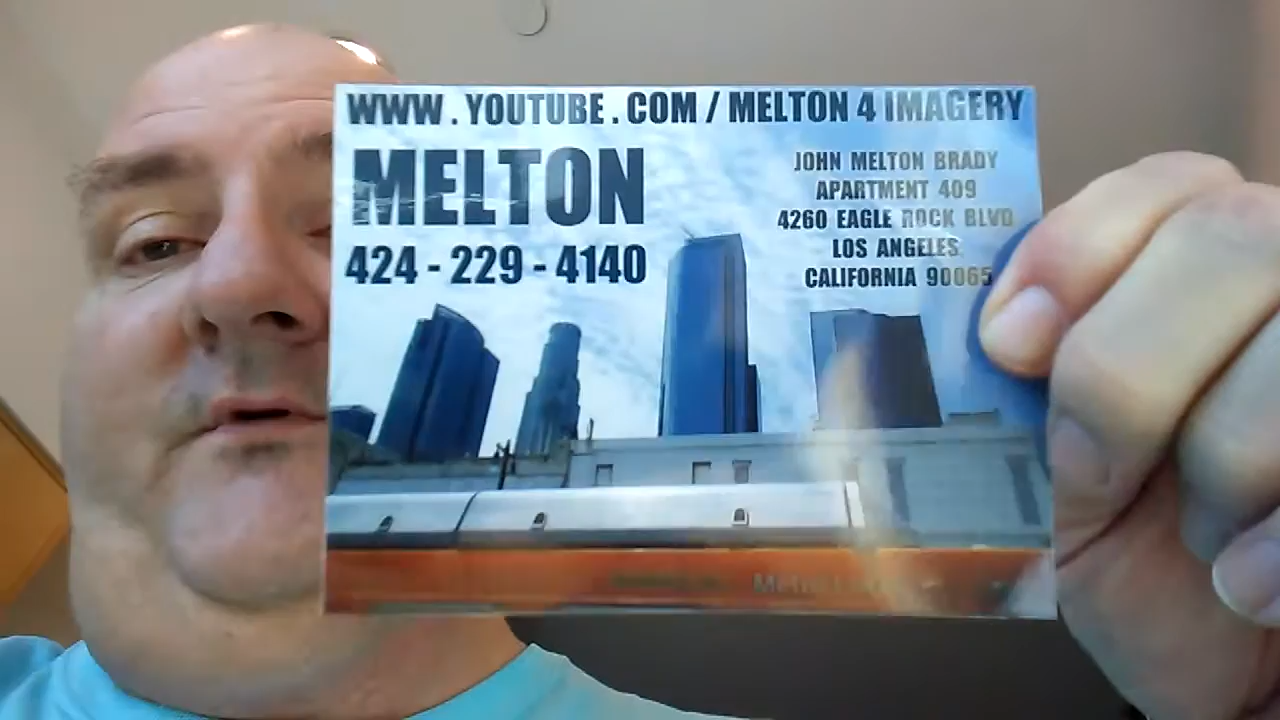 WWW.YOUTUBE.COM/MELTON 4 IMAGERY
MELTON
424-229-4140
JOHN MELTON BRADY
APARTMENT 409
4260 EAGLE ROCK BLVD
LOS ANGELES
CALIFORNIA 90065